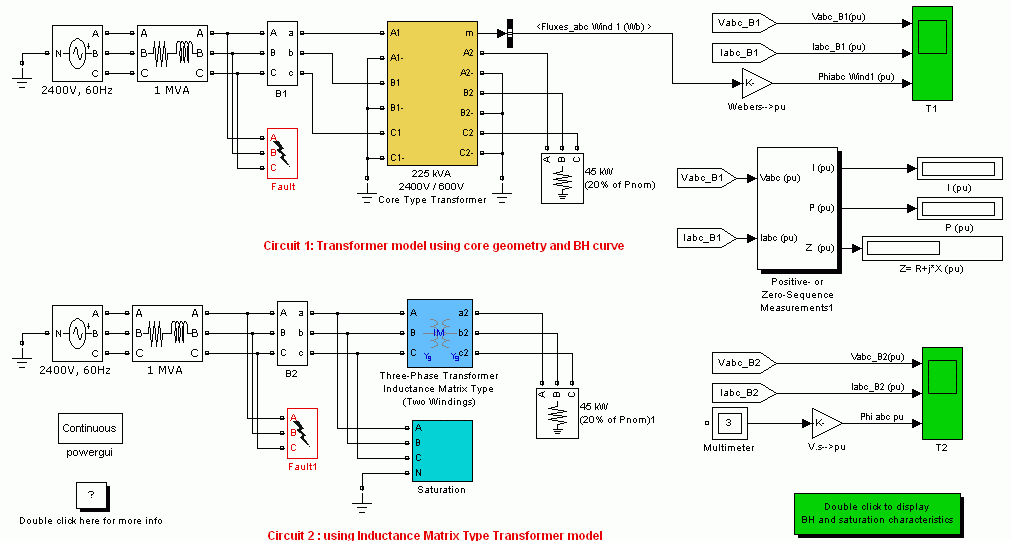 <Fluxes_abc Wind 1 (Wb) >
N
A
B
C
2400V, 60Hz
A
B
C
A
B
C
1 MVA
A
B
C
a
b
c
B1
A
B
C
Fault
A1
A1-
B1
B1-
C1
C1-
m
A2
A2-
B2
B2-
C2
C2-
225 kVA
2400V / 600V
Core Type Transformer
A
B
C
45 kW
(20% of Pnom)
Vabc_B1
Iabc_B1
K-
Webers-->pu
Vabc_B1(pu)
Iabc_B1 (pu)
Phiabc Wind1 (pu)
T1
Circuit 1: Transformer model using core geometry and BH curve
Vabc_B1
Iabc_B1
Vabc (pu)
Iabc (pu)
I (pu)
P (pu)
Z (pu)
Positive- or
Zero-Sequence
Measurements1
I (pu)
P (pu)
Z= R+j*X (pu)
N
A
B
C
2400V, 60Hz
A
B
C
A
B
C
1 MVA
A
B
C
a
b
c
B2
A
B
C
Fault1
A
B
C
IM
Yg
Yg
a2
b2
c2
Three-Phase Transformer
Inductance Matrix Type
(Two Windings)
A
B
C
N
Saturation
A
B
C
45 kW
(20% of Pnom)1
Vabc_B2
Iabc_B2
3
Multimeter
K-
V.s-->pu
Vabc_B2(pu)
Iabc_B2 (pu)
Phi abc pu
T2
Continuous
powergui
?
Double click here for more info
Double click to display
BH and saturation characteristics
Circuit 2 : using Inductance Matrix Type Transformer model